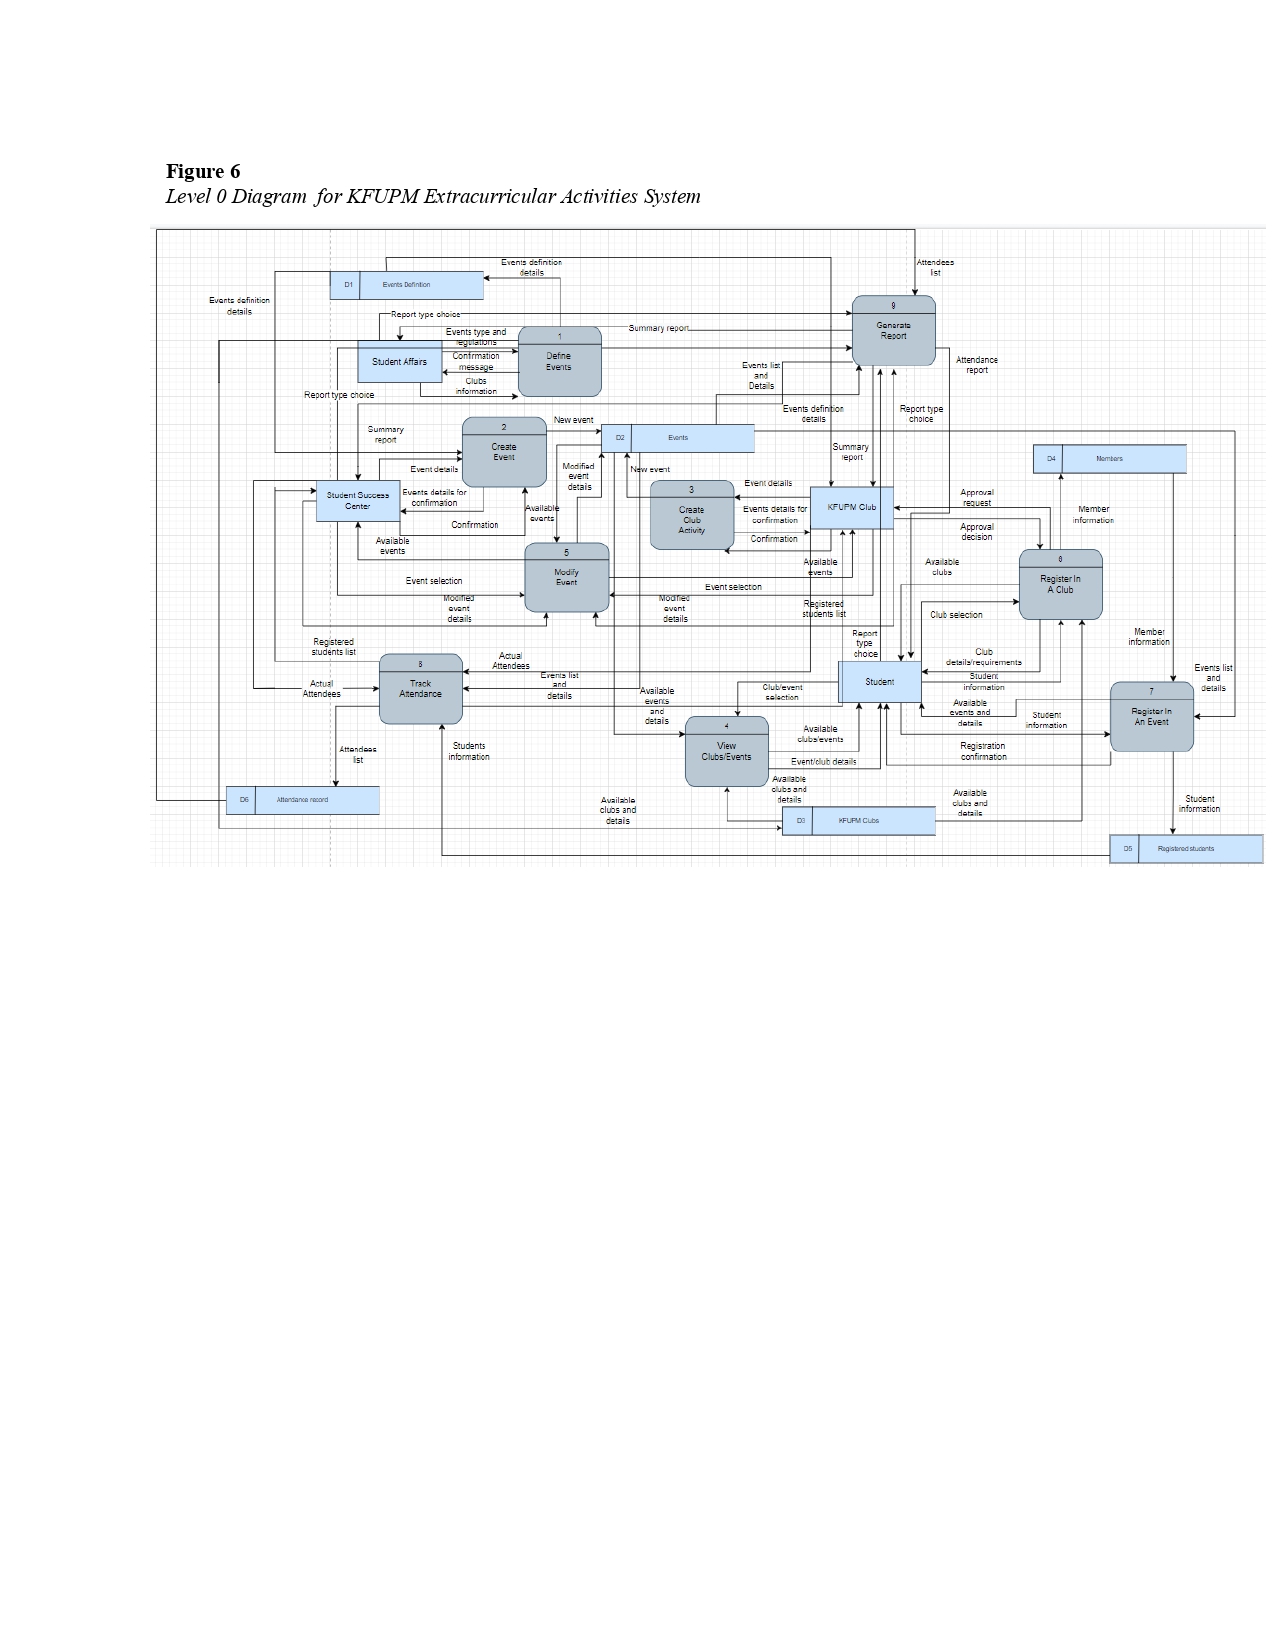 Figure 6
Level 0 Diagram for KFUPM Extracurricular Activities System
Events definition
details
Attendees
list
D1
Events Definition
Events definition
details
9
Generate
Report
Report type choice
Summary report
Events type and
regulations
1
Define
Events
Student Affairs
Confirmation
message
Clubs
information
Attendance
report
Events list
and
Details
Report type choice
Events definition
details
Report type
choice
New event
2
Create
Event
Summary
report
D2
Events
Summary
report
D4
Members
Event details
Modified
event
details
New event
3
Create
Club
Activity
Event details
KFUPM Club
Student Success
Center
Events details for
confirmation
Available
events
Events details for
confirmation
Approval
request
Member
information
Confirmation
Confirmation
Approval
decision
Available
events
5
Modify
Event
Available
events
Available
clubs
6
Register In
A Club
Event selection
Event selection
Modified
event
details
Modified
event
details
Registered
students list
Club selection
Registered
students list
Report
type
choice
Member
information
Actual
Attendees
Club
details/requirements
Track
Attendance
Events list
and
details
Student
Student
information
Events list
and
details
Actual
Attendees
Available
events
and
details
Club/event
selection
Available
events and
details
Student
information
7
Register In
An Event
4
View
Clubs/Events
Available
clubs/events
Registration
confirmation
Attendees
list
Students
information
Event/club details
Available
clubs and
details
Available
clubs and
details
Available
clubs and
details
Student
information
D6
Attendance record
D3
KFUPM Clubs
D5
Registered students